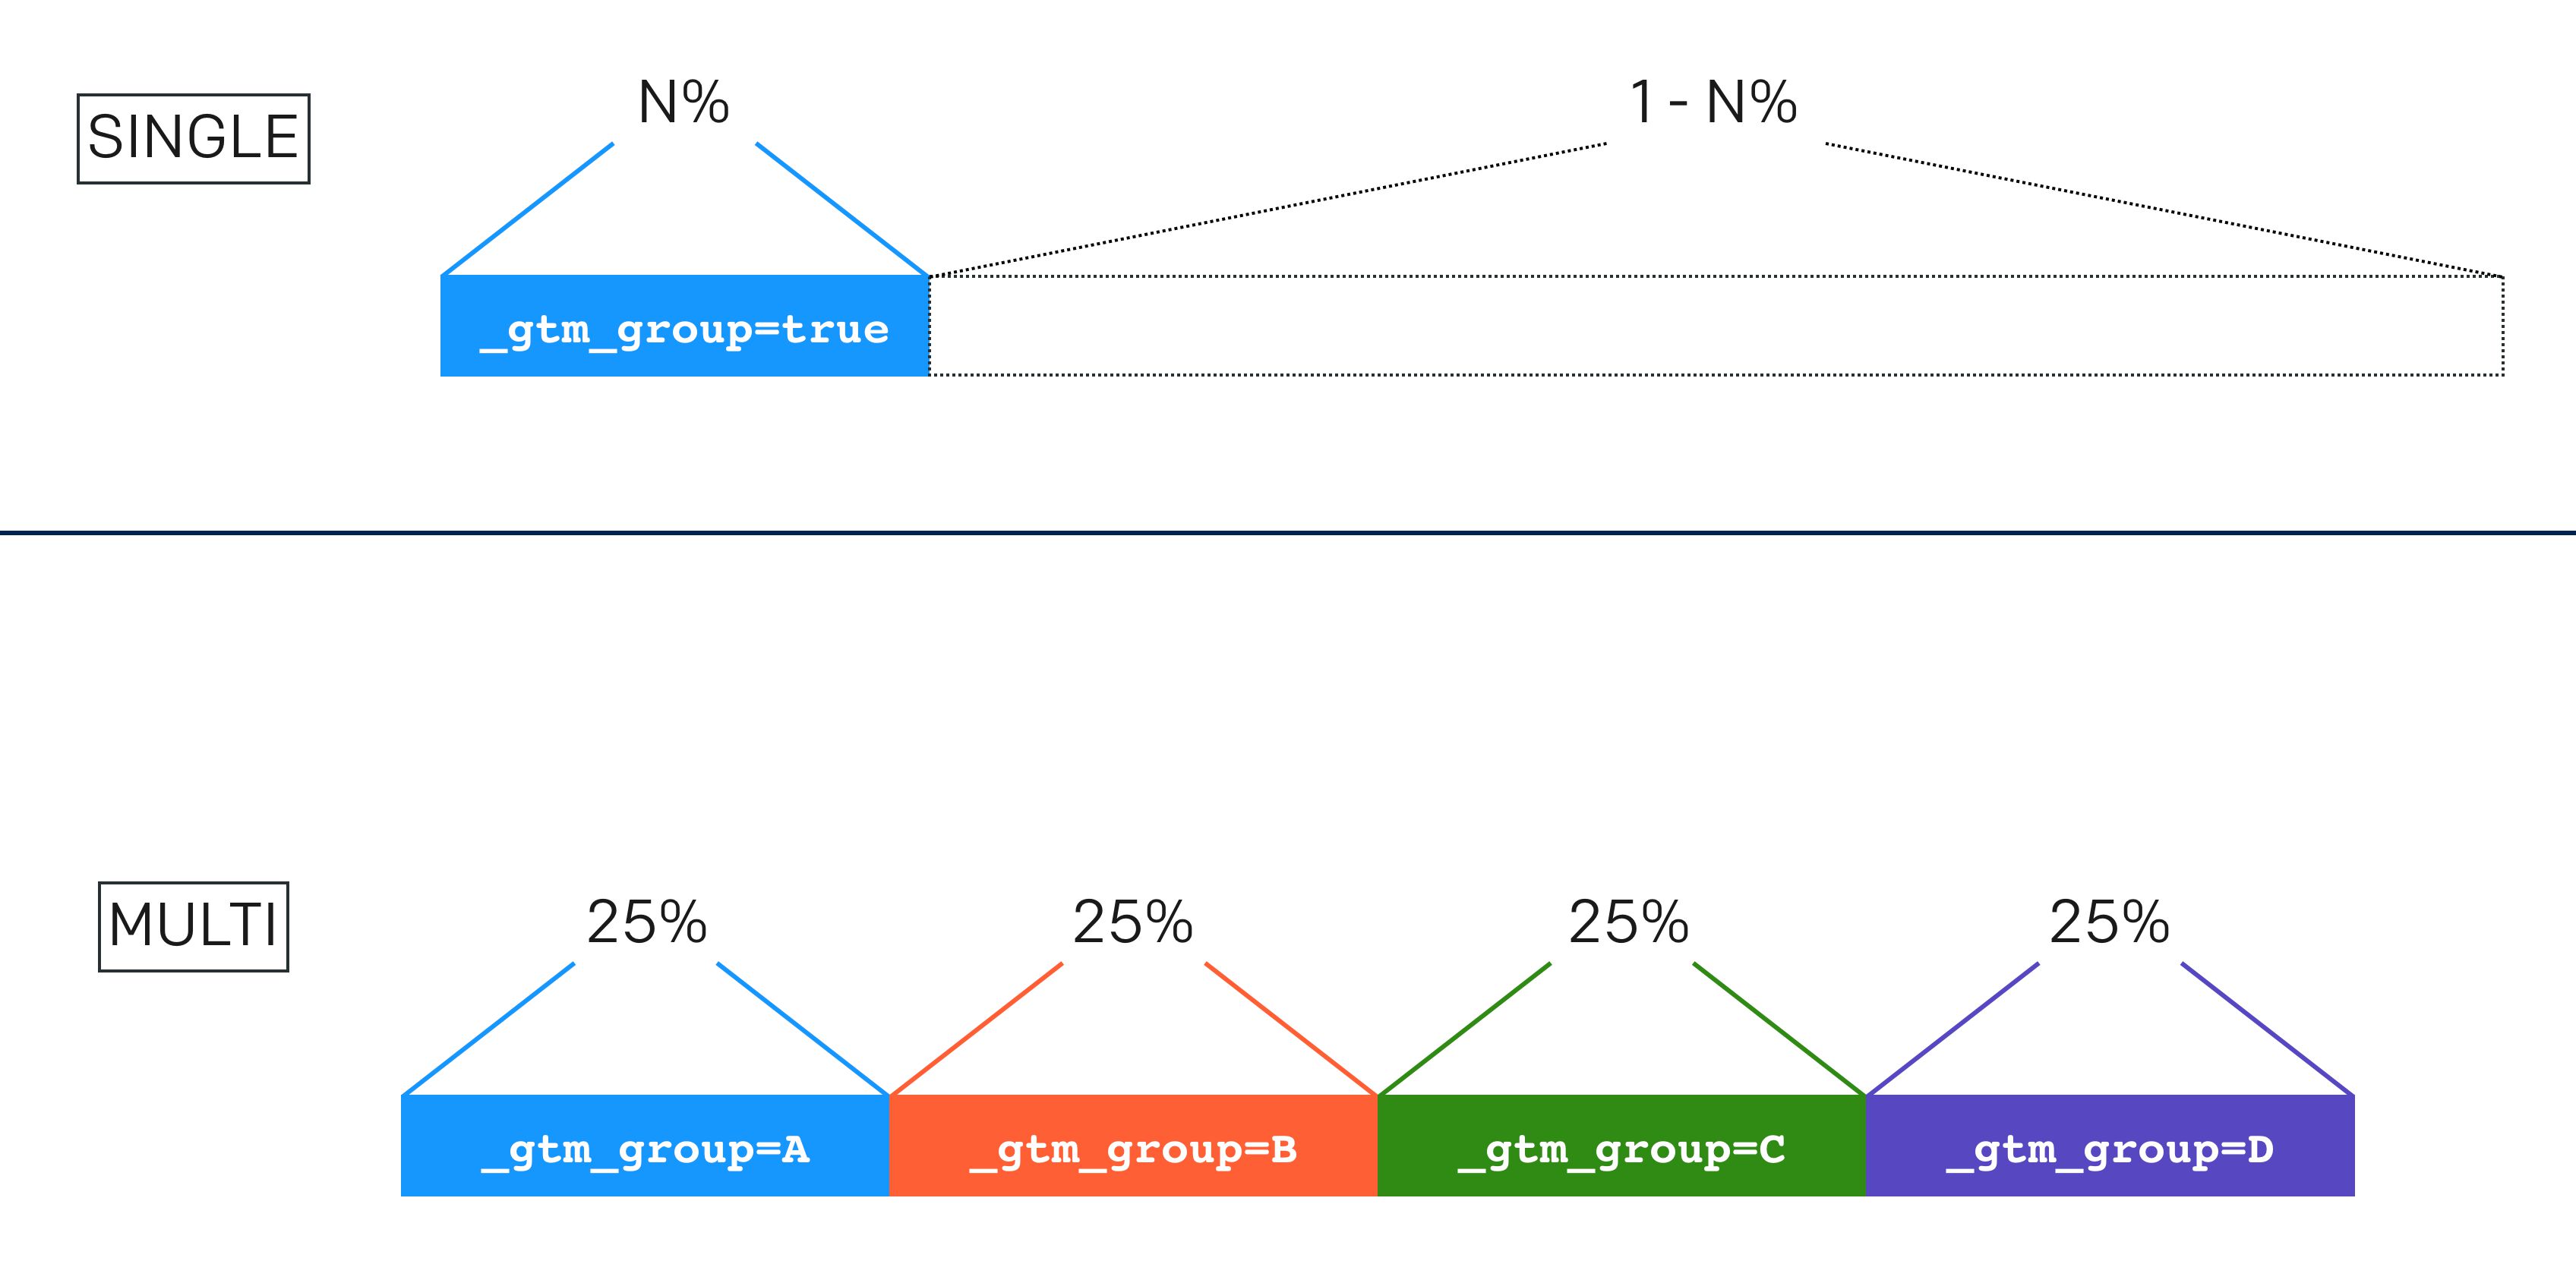 SINGLE
N%
1 - N%
_gtm_group=true
MULTI
25%
25%
25%
25%
_gtm_group=A
_gtm_group=B
_gtm_group=C
_gtm_group=D